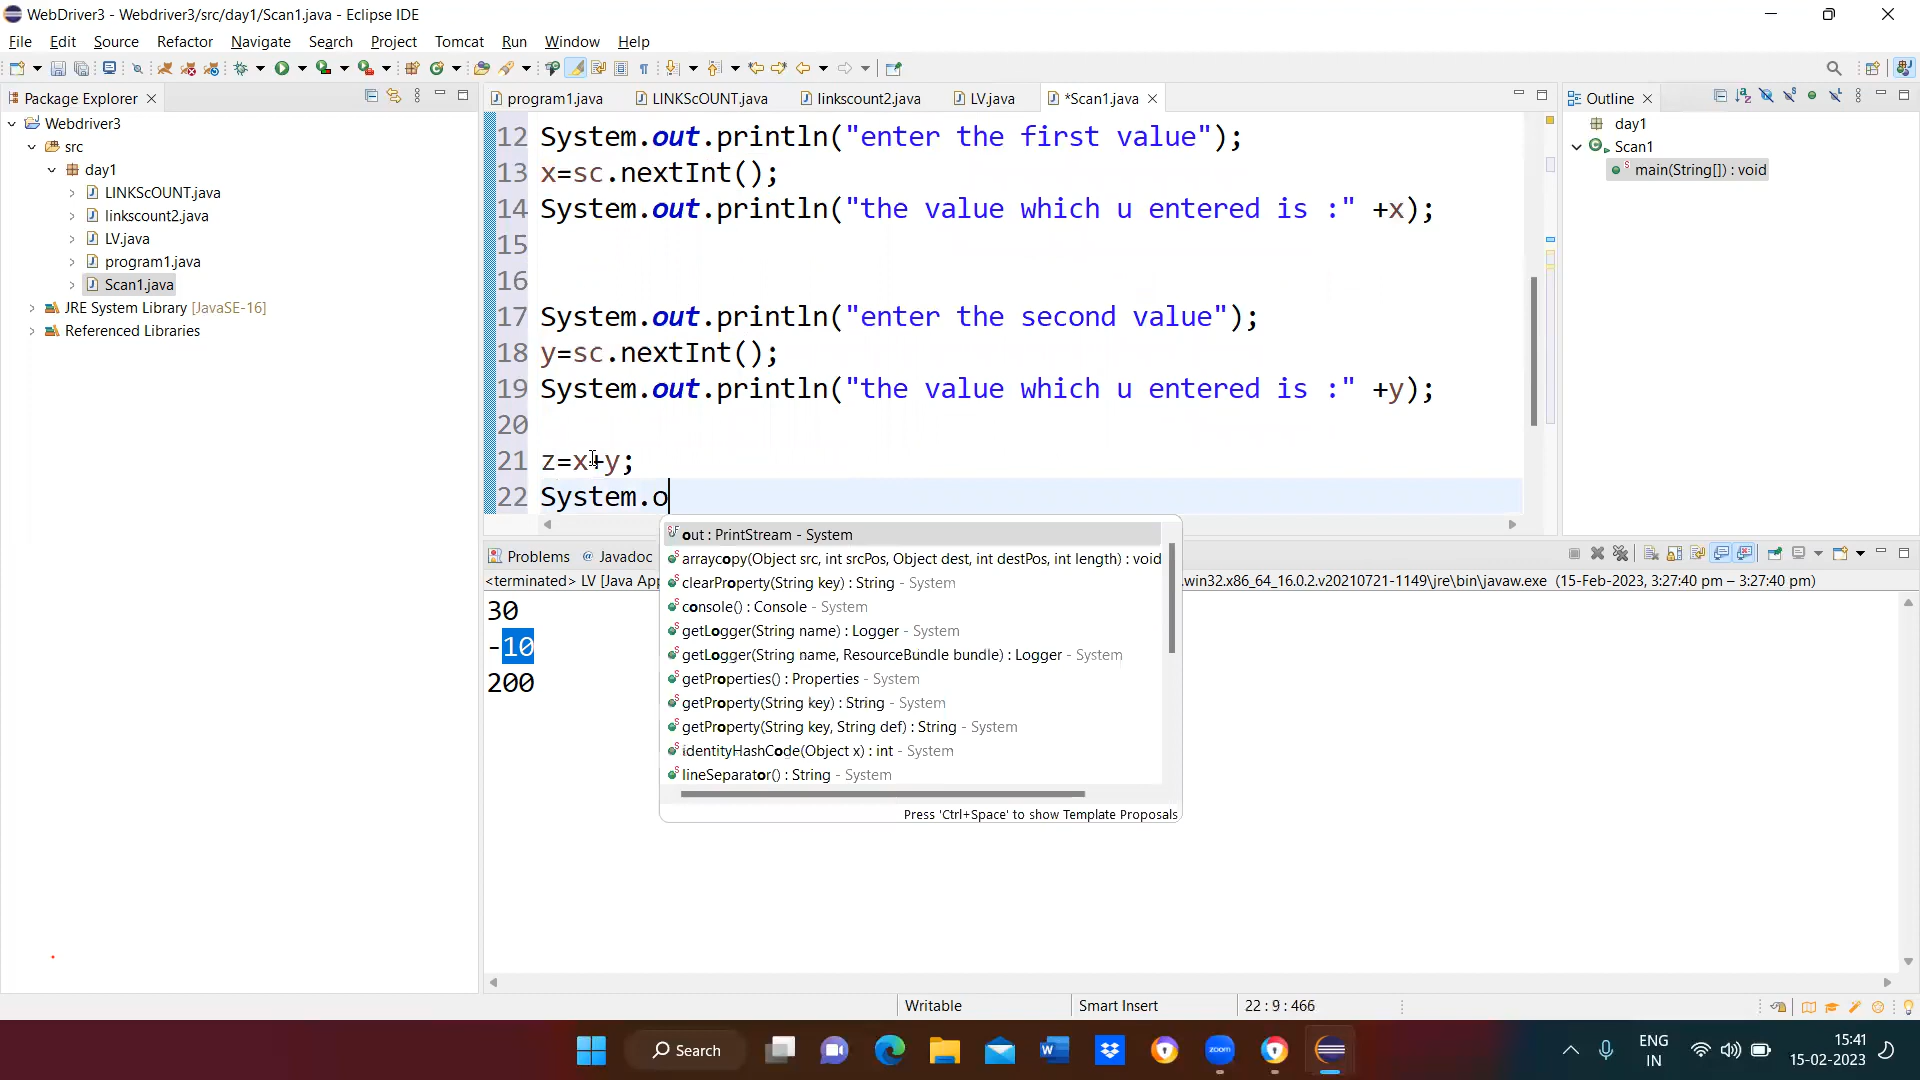 WebDriver3 - Webdriver3/src/day1/Scan1.java - Eclipse IDE
File Edit Source Refactor Navigate Search Project Tomcat Run Window Help
Package Explorer
Webdriver3
src
day1
LINKScOUNT.java
linkscount2.java
LV.java
program1.java
Scan1.java
JRE System Library [JavaSE-16]
Referenced Libraries
program1.java LINKScOUNT.java linkscount2.java LV.java *Scan1.java
12 System.out.println("enter the first value");
13 x=sc.nextInt();
14 System.out.println("the value which u entered is :" +x);
15
16
17 System.out.println("enter the second value");
18 y=sc.nextInt();
19 System.out.println("the value which u entered is :" +y);
20
21 z=x+y;
22 System.o
out : PrintStream - System
arraycopy(Object src, int srcPos, Object dest, int destPos, int length) : void
clearProperty(String key) : String - System
console() : Console - System
getLogger(String name) : Logger - System
getLogger(String name, ResourceBundle bundle) : Logger - System
getProperties() : Properties - System
getProperty(String key) : String - System
getProperty(String key, String def) : String - System
identityHashCode(Object x) : int - System
lineSeparator() : String - System
Press 'Ctrl+Space' to show Template Proposals
Outline
day1
Scan1
main(String[]) : void
Problems @ Javadoc
<terminated> LV [Java App .win32.x86_64_16.0.2.v20210721-1149\jre\bin\javaw.exe (15-Feb-2023, 3:27:40 pm – 3:27:40 pm)
30
-10
200
Writable Smart Insert 22 : 9 : 466
Search
zoom
ENG
IN
15:41
15-02-2023